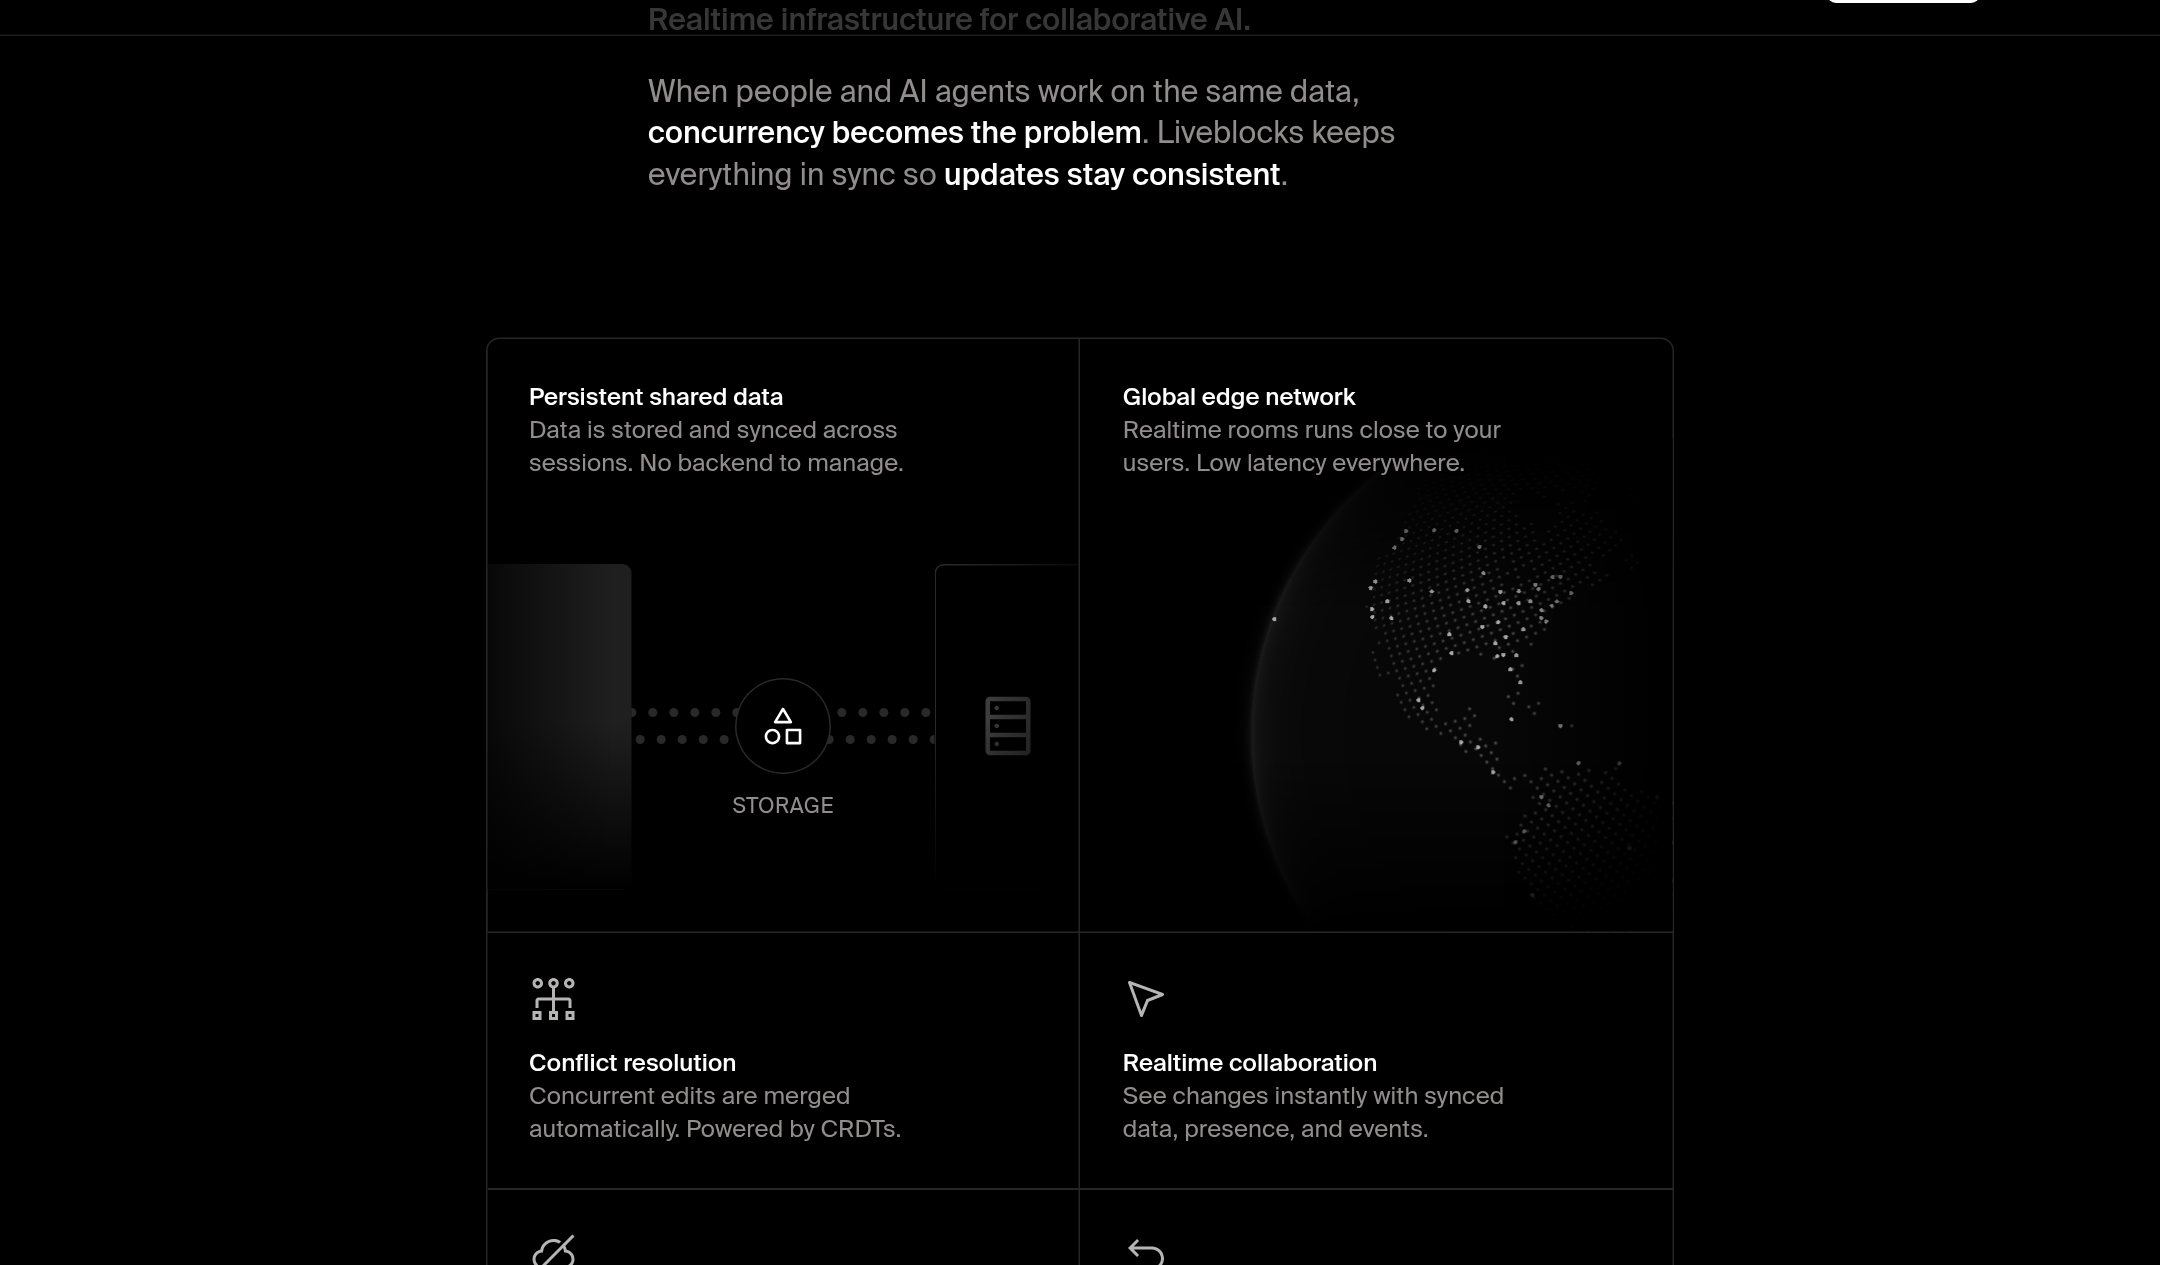 Realtime infrastructure for collaborative AI.
When people and AI agents work on the same data,
concurrency becomes the problem. Liveblocks keeps
everything in sync so updates stay consistent.
Persistent shared data
Data is stored and synced across
sessions. No backend to manage.
Global edge network
Realtime rooms runs close to your
users. Low latency everywhere.
STORAGE
Conflict resolution
Concurrent edits are merged
automatically. Powered by CRDTs.
Realtime collaboration
See changes instantly with synced
data, presence, and events.